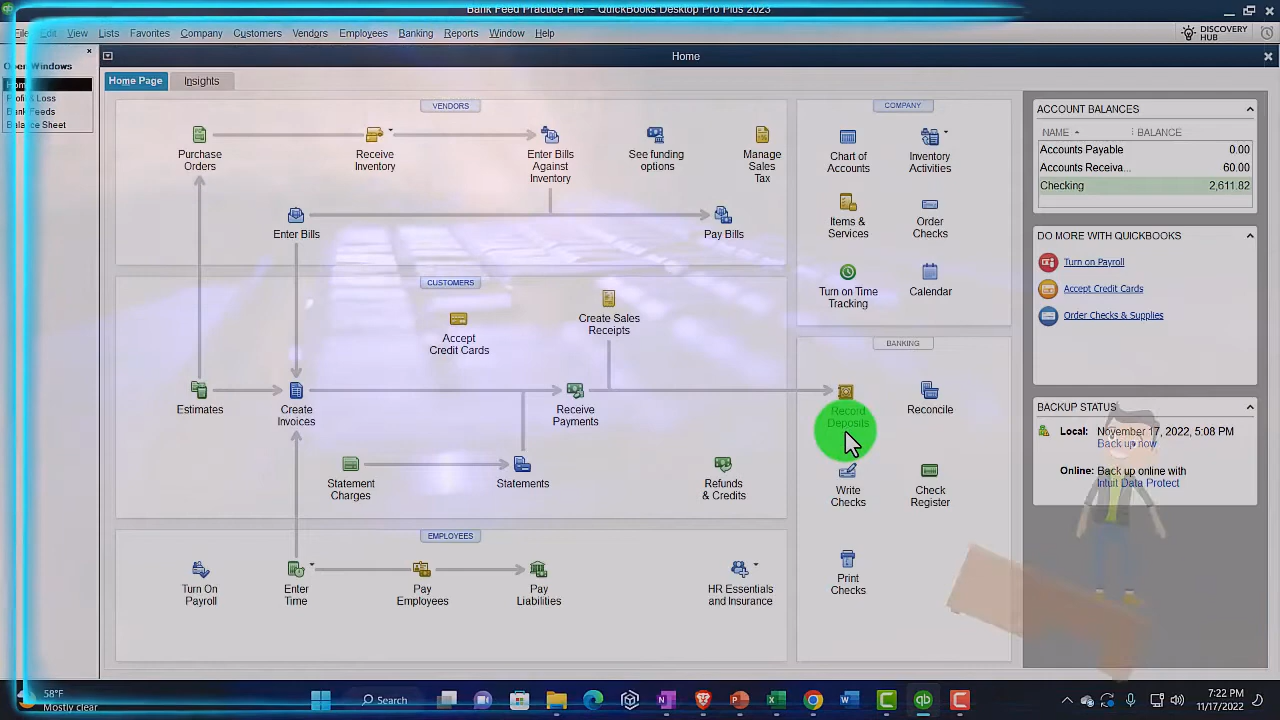 Bank Feed Practice File - QuickBooks Desktop Pro Plus 2023
File Edit View Lists Favorites Company Customers Vendors Employees Banking Reports Window Help
DISCOVERY
HUB
Open Windows
Home
Profit & Loss
Bank Feeds
Balance Sheet
Home
Home Page
Insights
VENDORS
Purchase
Orders
Receive
Inventory
Enter Bills
Against
Inventory
See funding
options
Manage
Sales
Tax
Enter Bills
Pay Bills
CUSTOMERS
Accept
Credit Cards
Create Sales
Receipts
Estimates
Create
Invoices
Receive
Payments
Statement
Charges
Statements
Refunds
& Credits
EMPLOYEES
Turn On
Payroll
Enter
Time
Pay
Employees
Pay
Liabilities
HR Essentials
and Insurance
COMPANY
Chart of
Accounts
Inventory
Activities
Items &
Services
Order
Checks
Turn on Time
Tracking
Calendar
BANKING
Record
Deposits
Reconcile
Write
Checks
Check
Register
Print
Checks
ACCOUNT BALANCES
NAME BALANCE
Accounts Payable 0.00
Accounts Receiva... 60.00
Checking 2,611.82
DO MORE WITH QUICKBOOKS
Turn on Payroll
Accept Credit Cards
Order Checks & Supplies
BACKUP STATUS
Local: November 17, 2022, 5:08 PM
Back up now
Online: Back up online with
Intuit Data Protect
58°F
Mostly clear
Search
7:22 PM
11/17/2022